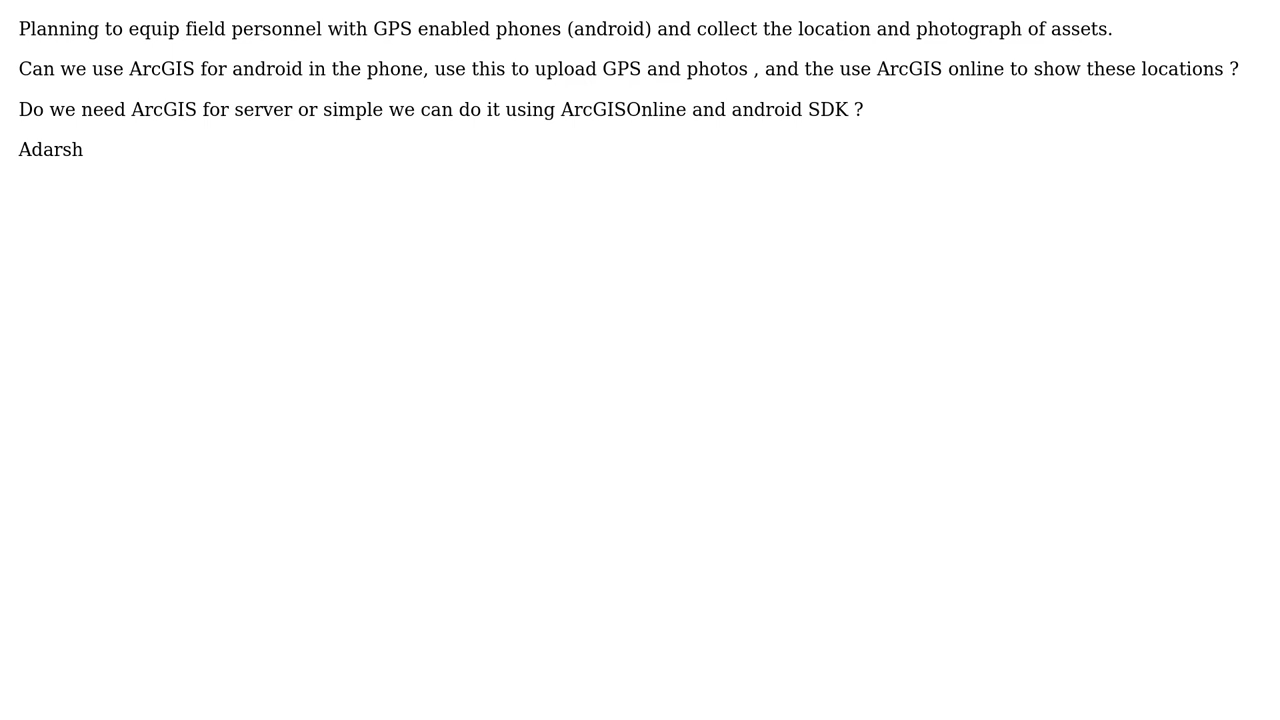 Planning to equip field personnel with GPS enabled phones (android) and collect the location and photograph of assets.
Can we use ArcGIS for android in the phone, use this to upload GPS and photos , and the use ArcGIS online to show these locations ?
Do we need ArcGIS for server or simple we can do it using ArcGISOnline and android SDK ?
Adarsh